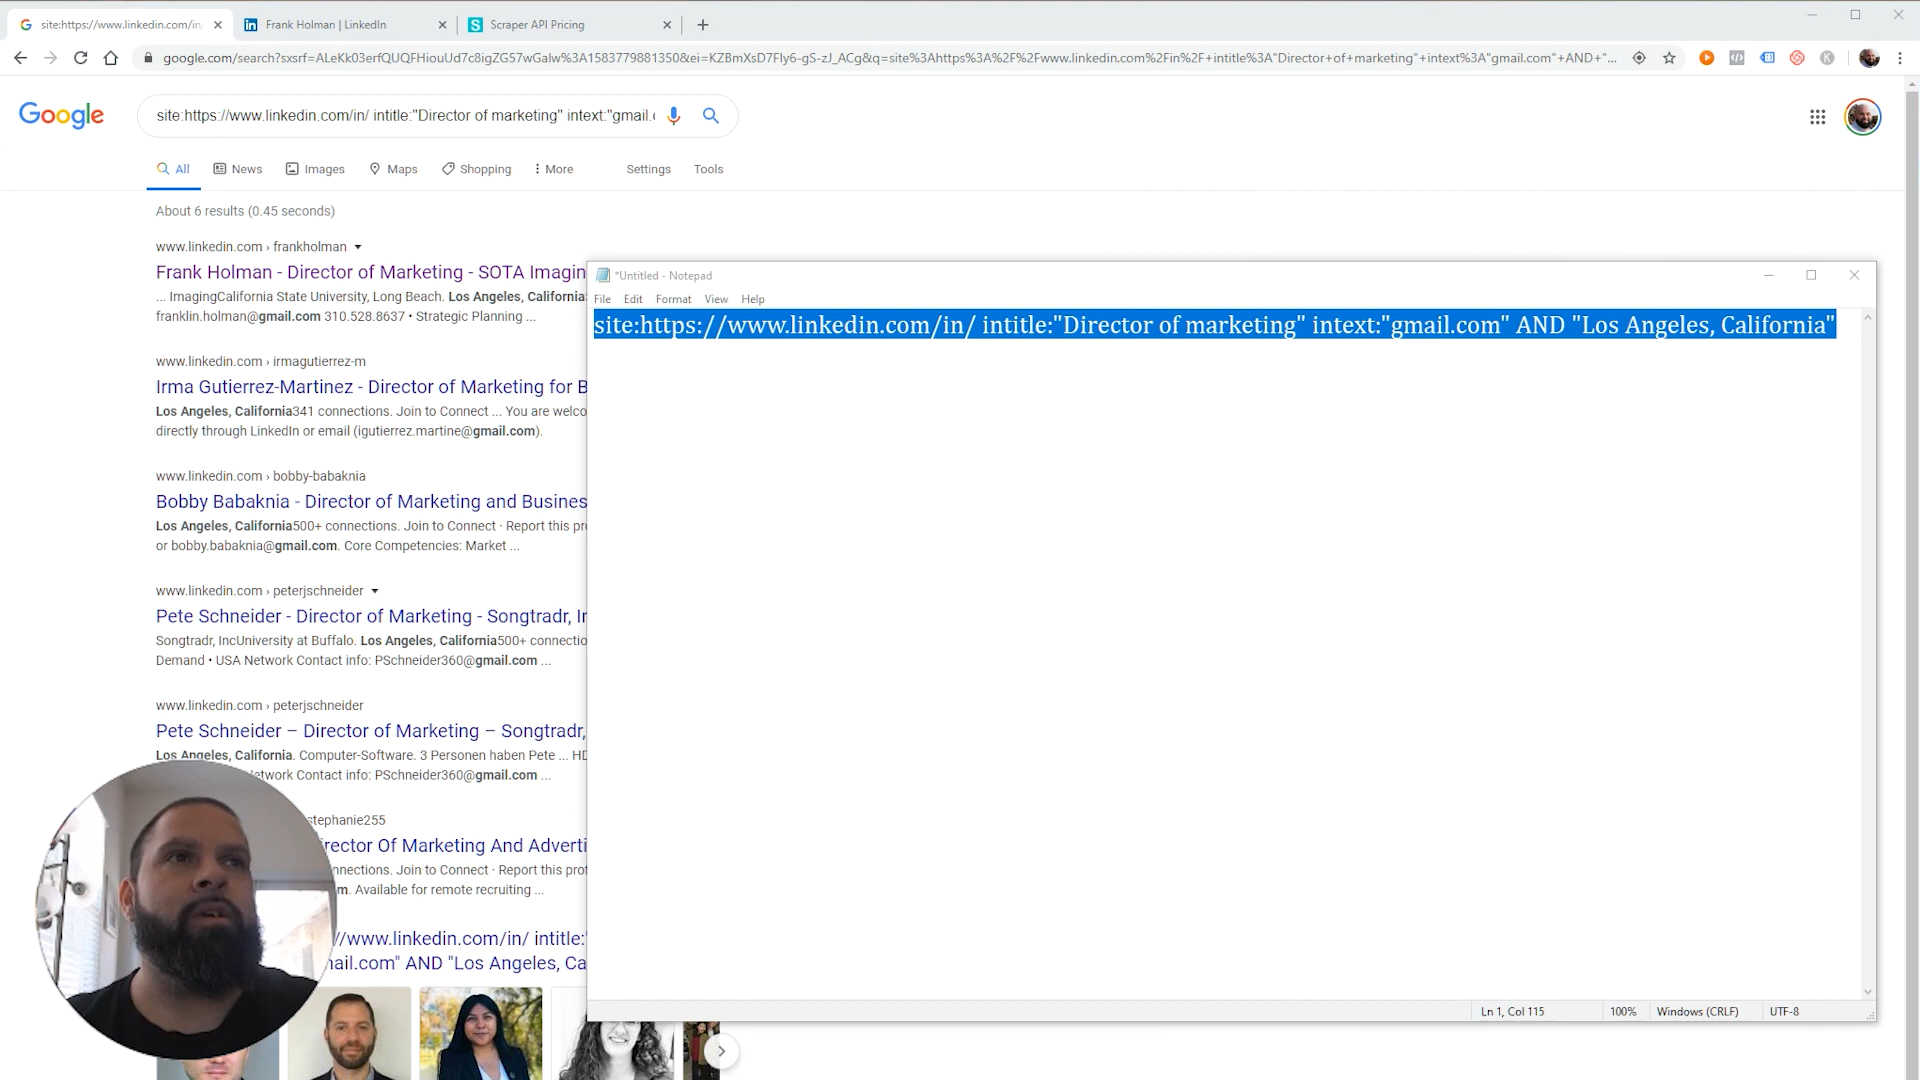 site:https://www.linkedin.com/in/
Frank Holman | LinkedIn
Scraper API Pricing
google.com/search?sxsrf=ALeKk03erfQUQFHiouUd7c8igZG57wGalw%3A1583779881350&ei=KZBmXsD7FIy6-gS-zJ_ACg&q=site%3Ahttps%3A%2F%2Fwww.linkedin.com%2Fin%2F+intitle%3A"Director+of+marketing"+intext%3A"gmail.com"+AND+"...
Google
site:https://www.linkedin.com/in/ intitle:"Director of marketing" intext:"gmail.c
All News Images Maps Shopping More Settings Tools
About 6 results (0.45 seconds)
www.linkedin.com › frankholman
Frank Holman - Director of Marketing - SOTA Imagin
... ImagingCalifornia State University, Long Beach. Los Angeles, California
franklin.holman@gmail.com 310.528.8637 • Strategic Planning ...
www.linkedin.com › irmagutierrez-m
Irma Gutierrez-Martinez - Director of Marketing for B
Los Angeles, California341 connections. Join to Connect ... You are welco
directly through LinkedIn or email (igutierrez.martine@gmail.com).
www.linkedin.com › bobby-babaknia
Bobby Babaknia - Director of Marketing and Busines
Los Angeles, California500+ connections. Join to Connect · Report this pro
or bobby.babaknia@gmail.com. Core Competencies: Market ...
www.linkedin.com › peterjschneider
Pete Schneider - Director of Marketing - Songtradr, In
Songtradr, IncUniversity at Buffalo. Los Angeles, California500+ connectio
Demand • USA Network Contact info: PSchneider360@gmail.com ...
www.linkedin.com › peterjschneider
Pete Schneider – Director of Marketing – Songtradr,
Los Angeles, California. Computer-Software. 3 Personen haben Pete ... HD
etwork Contact info: PSchneider360@gmail.com ...
stephanie255
irector Of Marketing And Adverti
nnections. Join to Connect · Report this prof
m. Available for remote recruiting ...
//www.linkedin.com/in/ intitle:"
ail.com" AND "Los Angeles, Ca
*Untitled - Notepad
File Edit Format View Help
site:https://www.linkedin.com/in/ intitle:"Director of marketing" intext:"gmail.com" AND "Los Angeles, California"
Ln 1, Col 115 100% Windows (CRLF) UTF-8